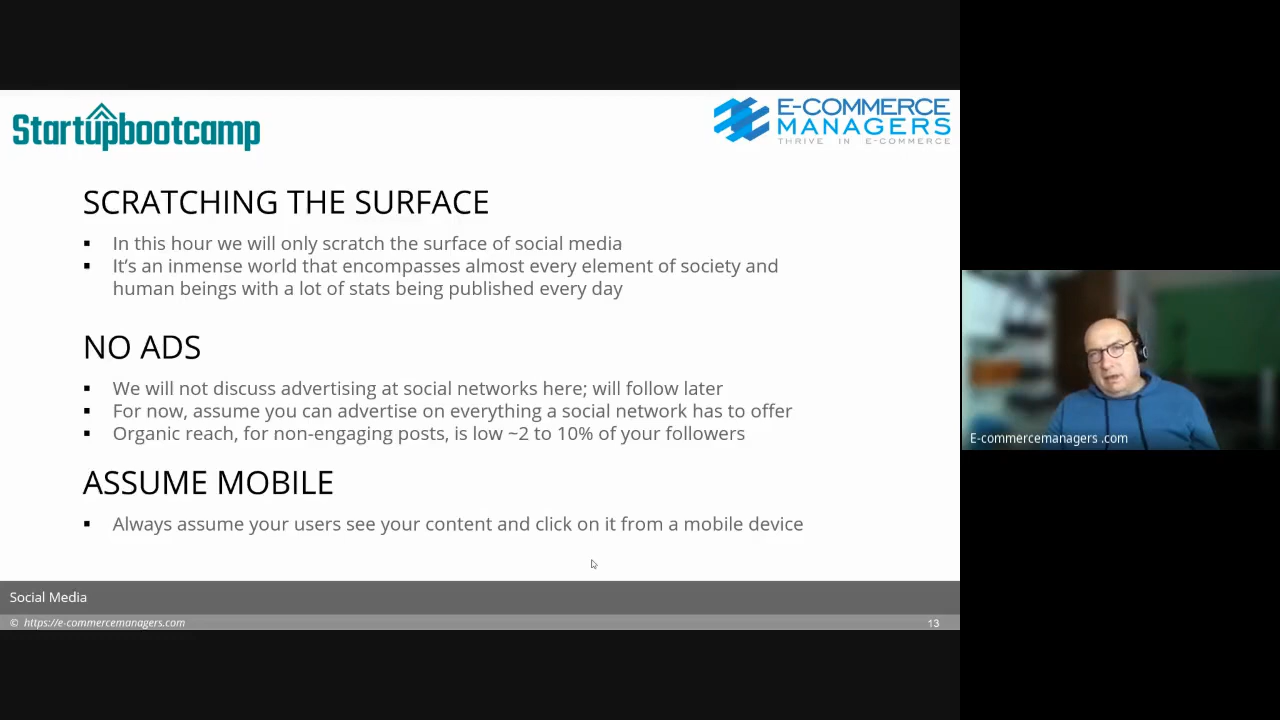 Startupbootcamp
E-COMMERCE
MANAGERS
THRIVE IN E-COMMERCE
SCRATCHING THE SURFACE
▪ In this hour we will only scratch the surface of social media
▪ It's an inmense world that encompasses almost every element of society and
human beings with a lot of stats being published every day
NO ADS
▪ We will not discuss advertising at social networks here; will follow later
▪ For now, assume you can advertise on everything a social network has to offer
▪ Organic reach, for non-engaging posts, is low ~2 to 10% of your followers
ASSUME MOBILE
▪ Always assume your users see your content and click on it from a mobile device
E-commercemanagers .com
Social Media
© https://e-commercemanagers.com
13